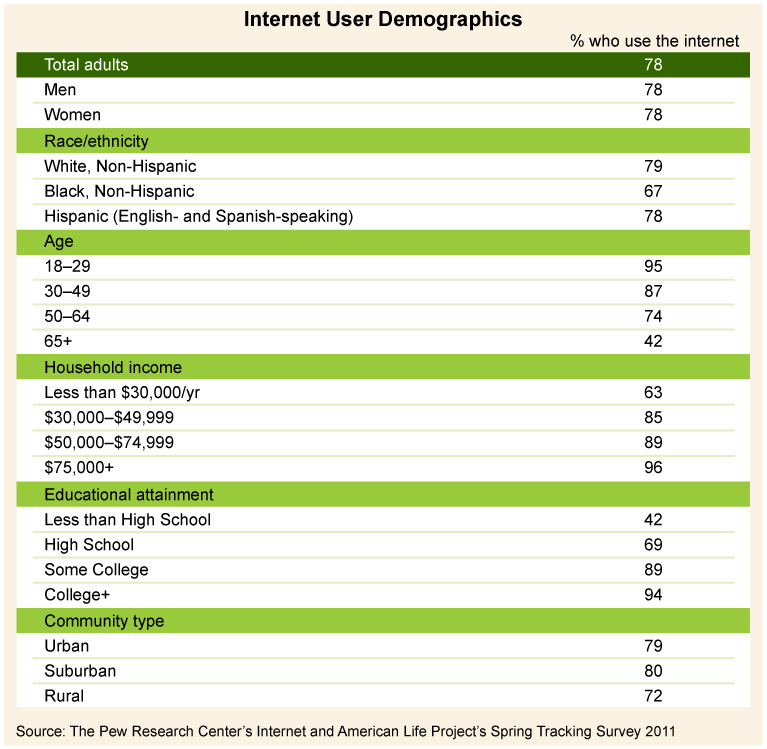 Internet User Demographics
% who use the internet
Total adults 78
Men 78
Women 78
Race/ethnicity
White, Non-Hispanic 79
Black, Non-Hispanic 67
Hispanic (English- and Spanish-speaking) 78
Age
18–29 95
30–49 87
50–64 74
65+ 42
Household income
Less than $30,000/yr 63
$30,000–$49,999 85
$50,000–$74,999 89
$75,000+ 96
Educational attainment
Less than High School 42
High School 69
Some College 89
College+ 94
Community type
Urban 79
Suburban 80
Rural 72
Source: The Pew Research Center’s Internet and American Life Project’s Spring Tracking Survey 2011